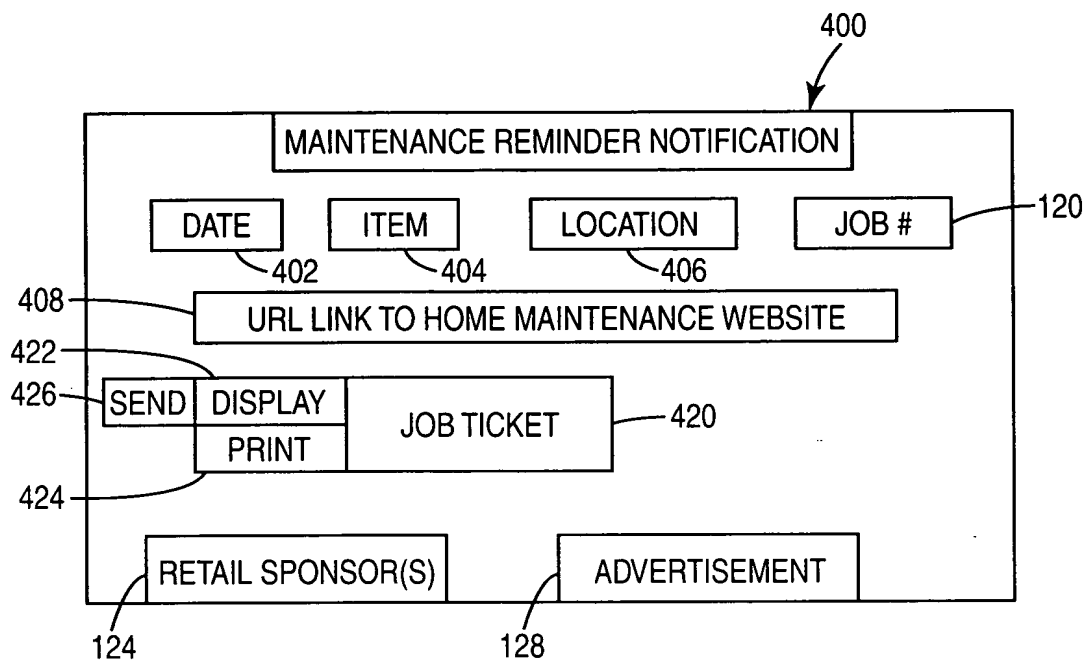 400
MAINTENANCE REMINDER NOTIFICATION
DATE ITEM LOCATION JOB # 120
402 404 406
408 URL LINK TO HOME MAINTENANCE WEBSITE
422
426 SEND DISPLAY JOB TICKET 420
PRINT
424
RETAIL SPONSOR(S) ADVERTISEMENT
124 128